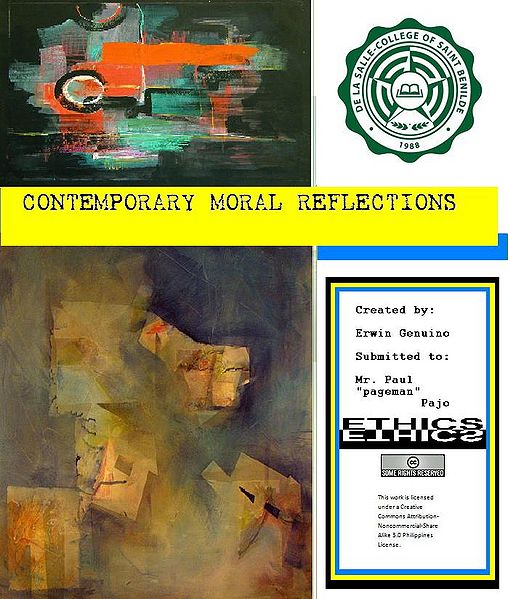 DE LA SALLE-COLLEGE OF SAINT BENILDE
1988
CONTEMPORARY MORAL REFLECTIONS
Created by:
Erwin Genuino
Submitted to:
Mr. Paul
"pageman"
Pajo
ETHICS
ETHICS
cc
SOME RIGHTS RESERVED
This work is licensed
under a Creative
Commons Attribution-
Noncommercial-Share
Alike 3.0 Philippines
License.